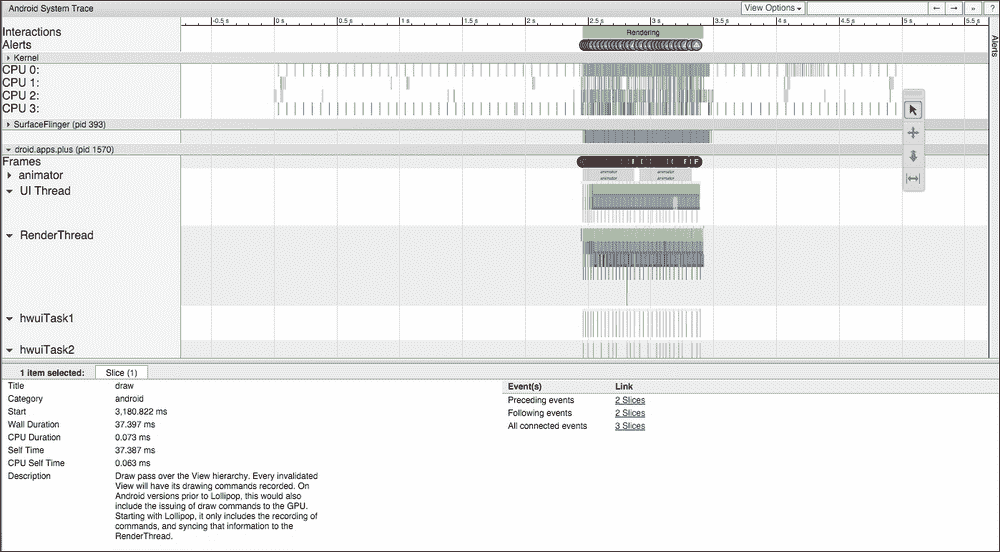 Android System Trace
View Options ▾ ← → » ?
-0.5 s 0 s 0.5 s 1 s 1.5 s 2 s 2.5 s 3 s 3.5 s 4 s 4.5 s 5 s 5.5 s
Interactions Rendering
Alerts
Alerts
▸ Kernel
CPU 0:
CPU 1:
CPU 2:
CPU 3:
▸ SurfaceFlinger (pid 393)
▾ droid.apps.plus (pid 1570)
Frames
F F
▸ animator
animator animator
animator animator
▾ UI Thread
▾ RenderThread
▾ hwuiTask1
▾ hwuiTask2
1 item selected: Slice (1)
Title draw
Category android
Start 3,180.822 ms
Wall Duration 37.397 ms
CPU Duration 0.073 ms
Self Time 37.387 ms
CPU Self Time 0.063 ms
Description Draw pass over the View hierarchy. Every invalidated
View will have its drawing commands recorded. On
Android versions prior to Lollipop, this would also
include the issuing of draw commands to the GPU.
Starting with Lollipop, it only includes the recording of
commands, and syncing that information to the
RenderThread.
Event(s) Link
Preceding events 2 Slices
Following events 2 Slices
All connected events 3 Slices